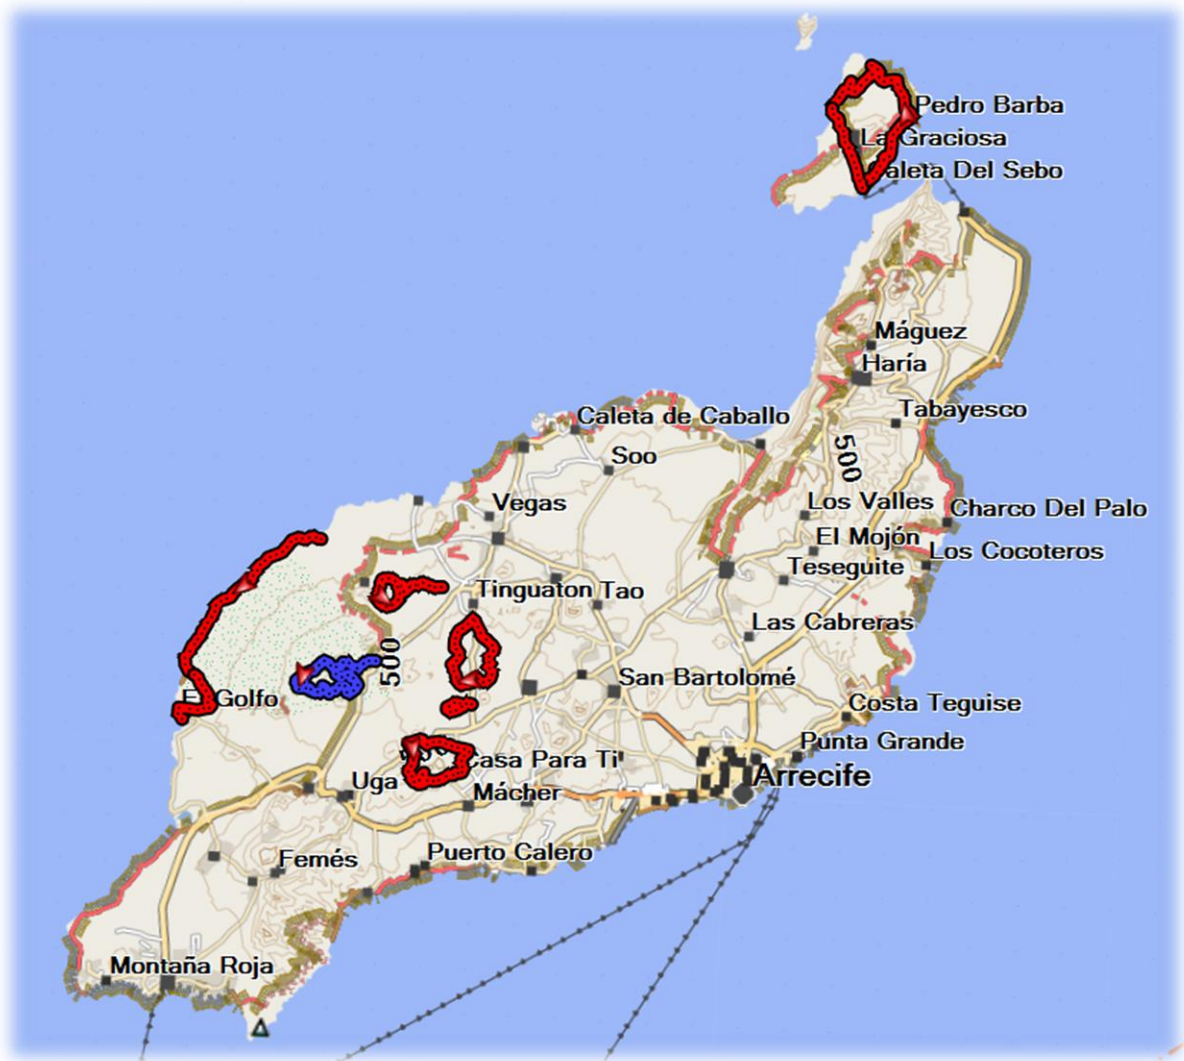 Pedro Barba
La Graciosa
Caleta Del Sebo
Máguez
Haría
Tabayesco
Caleta de Caballo
500
Soo
Vegas
Los Valles
Charco Del Palo
El Mojón
Los Cocoteros
Teseguite
Tinguaton
Tao
Las Cabreras
500
San Bartolomé
El Golfo
Costa Teguise
Punta Grande
Casa Para Ti'
Arrecife
Uga
Mácher
Puerto Calero
Femés
Montaña Roja